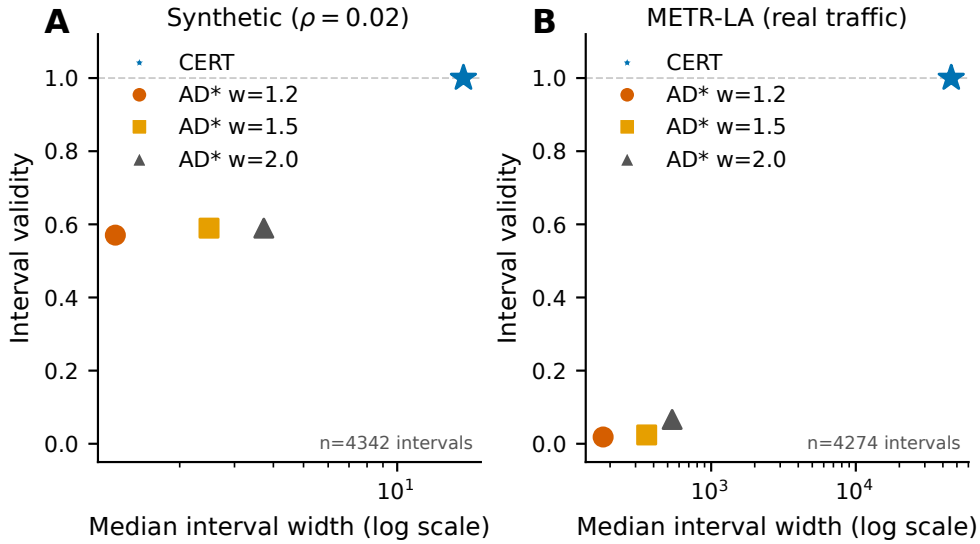 A
Synthetic (ρ = 0.02)
Interval validity
1.0
0.8
0.6
0.4
0.2
0.0
CERT
AD* w=1.2
AD* w=1.5
AD* w=2.0
n=4342 intervals
10¹
Median interval width (log scale)
B
METR-LA (real traffic)
Interval validity
1.0
0.8
0.6
0.4
0.2
0.0
CERT
AD* w=1.2
AD* w=1.5
AD* w=2.0
n=4274 intervals
10³
10⁴
Median interval width (log scale)